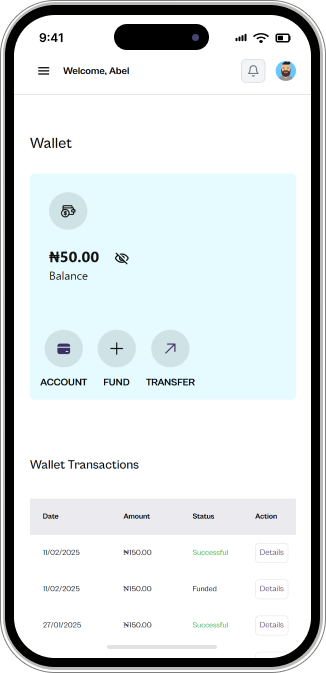 9:41
Welcome, Abel
Wallet
₦50.00
Balance
ACCOUNT FUND TRANSFER
Wallet Transactions
Date Amount Status Action
11/02/2025 ₦150.00 Successful Details
11/02/2025 ₦150.00 Funded Details
27/01/2025 ₦150.00 Successful Details